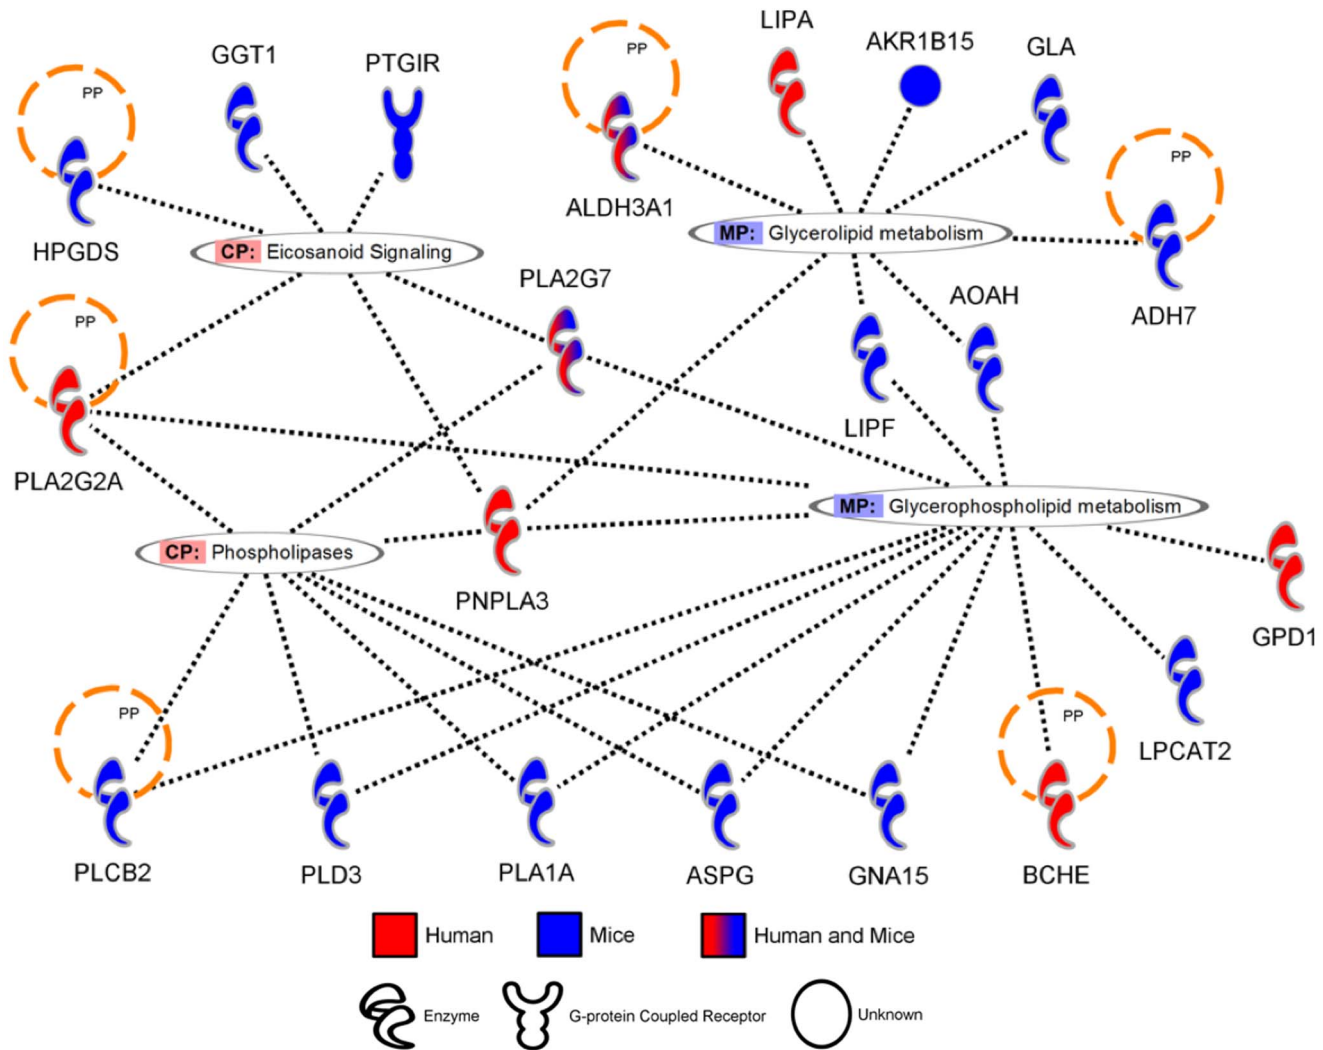 LIPA
AKR1B15
GLA
GGT1
PTGIR
PP
PP
PP
HPGDS
ALDH3A1
CP: Eicosanoid Signaling
MP: Glycerolipid metabolism
PLA2G7
AOAH
ADH7
PP
LIPF
PLA2G2A
MP: Glycerophospholipid metabolism
CP: Phospholipases
PNPLA3
GPD1
PP
PP
LPCAT2
PLCB2
PLD3
PLA1A
ASPG
GNA15
BCHE
Human
Mice
Human and Mice
Enzyme
G-protein Coupled Receptor
Unknown